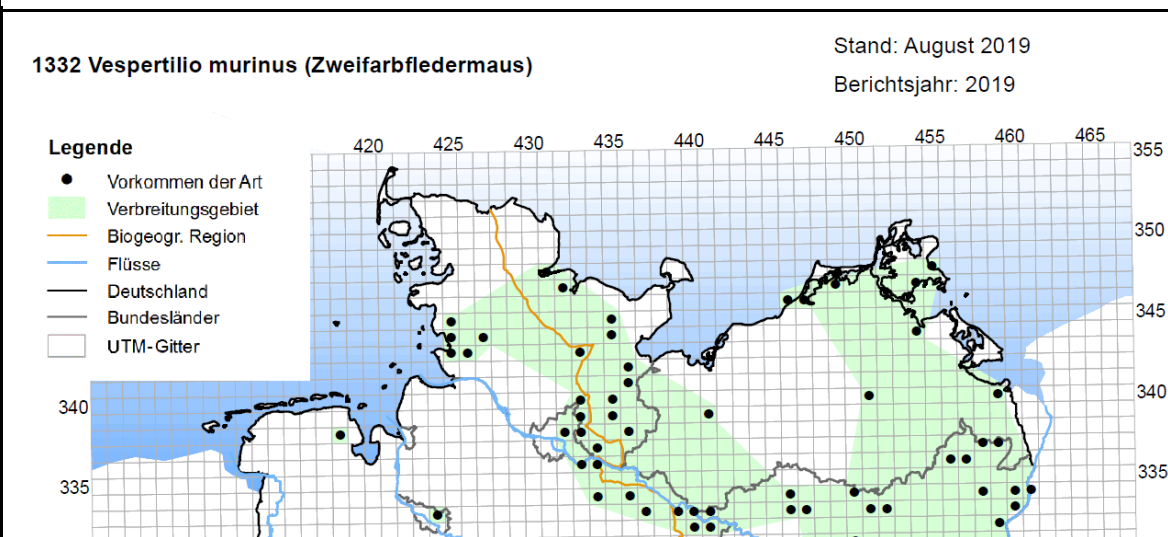 Stand: August 2019
1332 Vespertilio murinus (Zweifarbfledermaus)
Berichtsjahr: 2019
Legende
Vorkommen der Art
Verbreitungsgebiet
Biogeogr. Region
Flüsse
Deutschland
Bundesländer
UTM-Gitter
420 425 430 435 440 445 450 455 460 465
355
350
345
340 340
335 335